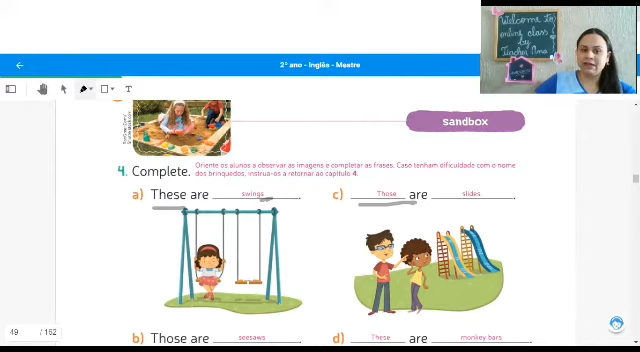 2º ano - Inglês - Mestre
Welcome to
online class
by
Teacher Ana
T
sandbox
4. Complete. Oriente os alunos a observar as imagens e completar as frases. Caso tenham dificuldade com o nome
dos brinquedos, instrua-os a retornar ao capítulo 4.
a) These are swings.
c) Those are slides.
b) Those are seesaws.
d) These are monkey bars.
49 / 162